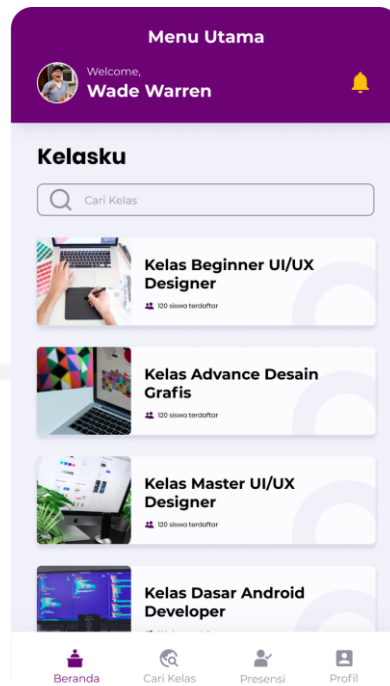 Menu Utama
Welcome,
Wade Warren
Kelasku
Cari Kelas
Kelas Beginner UI/UX
Designer
120 siswa terdaftar
Kelas Advance Desain
Grafis
120 siswa terdaftar
Kelas Master UI/UX
Designer
120 siswa terdaftar
Kelas Dasar Android
Developer
Beranda
Cari Kelas
Presensi
Profil